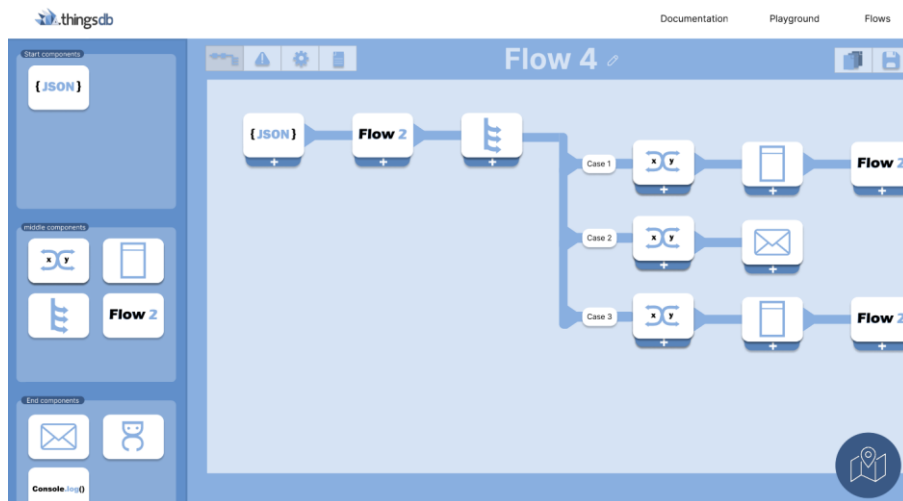 .thingsdb
Documentation
Playground
Flows
Start components
{JSON}
Flow 4
{JSON}
Flow 2
Case 1
x y
Flow 2
middle components
x y
Flow 2
Case 2
x y
Case 3
x y
Flow 2
End components
Console.log()